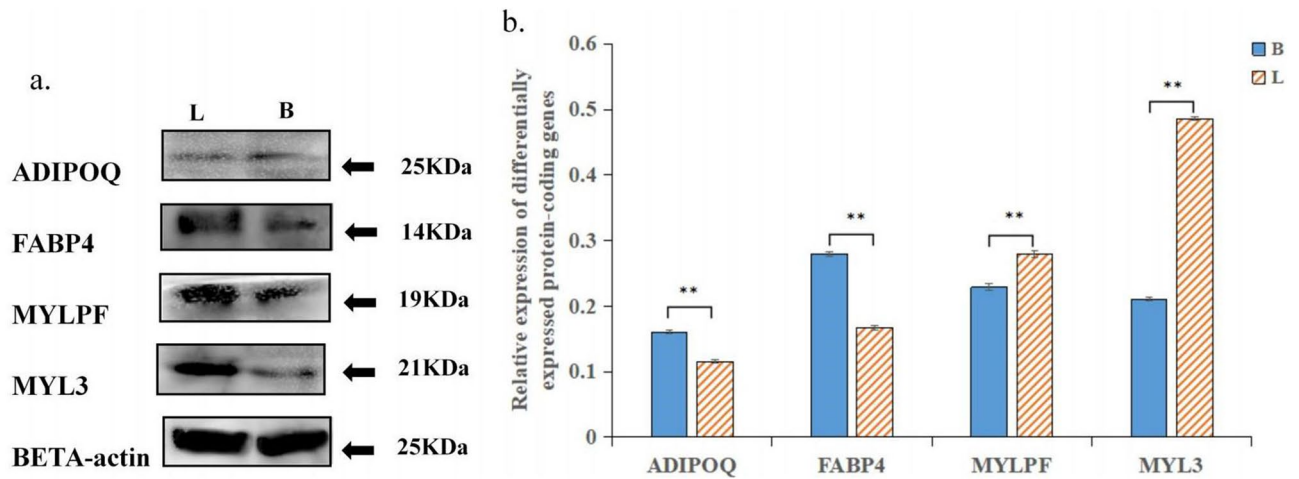 a.
L B
ADIPOQ 25KDa
FABP4 14KDa
MYLPF 19KDa
MYL3 21KDa
BETA-actin 25KDa
b.
Relative expression of differentially
expressed protein-coding genes
0.6
0.5
0.4
0.3
0.2
0.1
0
**
**
**
**
ADIPOQ FABP4 MYLPF MYL3
B
L